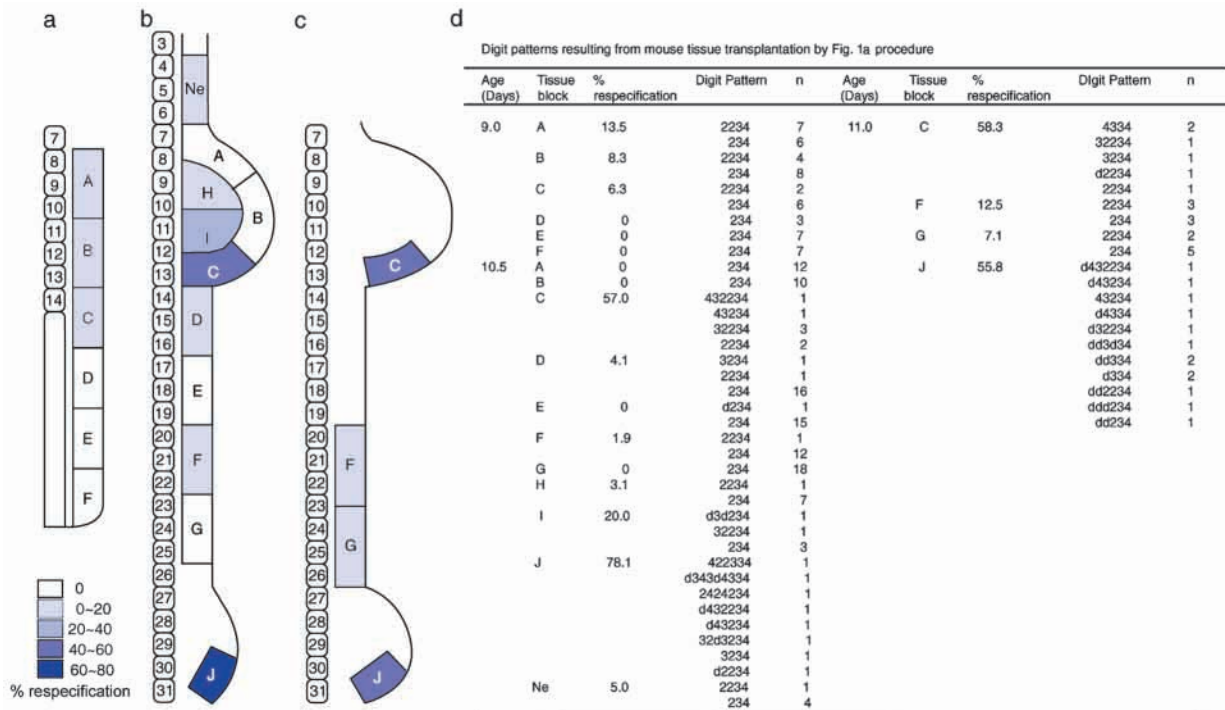 a
7
8
9
10
11
12
13
14
A
B
C
D
E
F
0
0~20
20~40
40~60
60~80
% respecification
b
3
4
5
6
7
8
9
10
11
12
13
14
15
16
17
18
19
20
21
22
23
24
25
26
27
28
29
30
31
Ne
A
H
B
I
C
D
E
F
G
J
c
7
8
9
10
11
12
13
14
15
16
17
18
19
20
21
22
23
24
25
26
27
28
29
30
31
C
F
G
J
d
Digit patterns resulting from mouse tissue transplantation by Fig. 1a procedure
Age Tissue % Digit Pattern n Age Tissue % DIgit Pattern n
(Days) block respecification (Days) block respecification
9.0 A 13.5 2234 7 11.0 C 58.3 4334 2
234 6 32234 1
B 8.3 2234 4 3234 1
234 8 d2234 1
C 6.3 2234 2 2234 1
234 6 F 12.5 2234 3
D 0 234 3 234 3
E 0 234 7 G 7.1 2234 2
F 0 234 7 234 5
10.5 A 0 234 12 J 55.8 d432234 1
B 0 234 10 d43234 1
C 57.0 432234 1 43234 1
43234 1 d4334 1
32234 3 d32234 1
2234 2 dd3d34 1
D 4.1 3234 1 dd334 2
2234 1 d334 2
234 16 dd2234 1
E 0 d234 1 ddd234 1
234 15 dd234 1
F 1.9 2234 1
234 12
G 0 234 18
H 3.1 2234 1
234 7
I 20.0 d3d234 1
32234 1
234 3
J 78.1 422334 1
d343d4334 1
2424234 1
d432234 1
d43234 1
32d3234 1
3234 1
d2234 1
Ne 5.0 2234 1
234 4